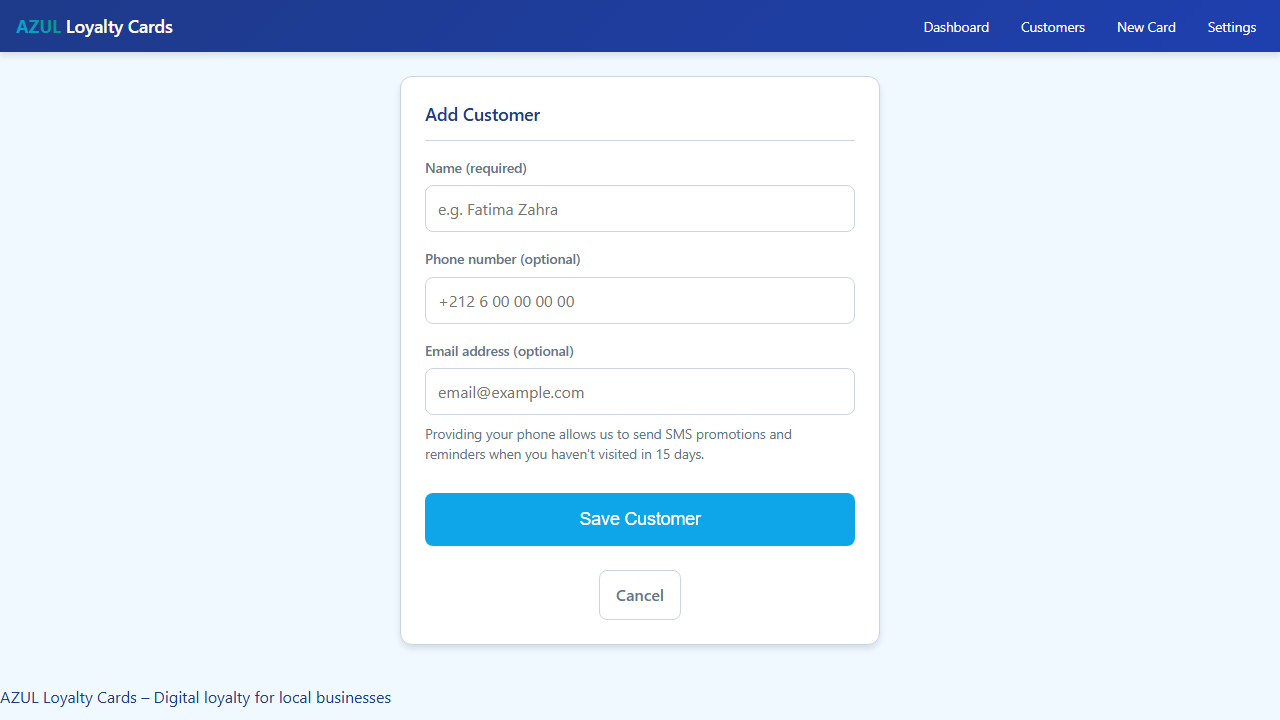 AZUL Loyalty Cards
Dashboard
Customers
New Card
Settings
Add Customer
Name (required)
e.g. Fatima Zahra
Phone number (optional)
+212 6 00 00 00 00
Email address (optional)
email@example.com
Providing your phone allows us to send SMS promotions and
reminders when you haven't visited in 15 days.
Save Customer
Cancel
AZUL Loyalty Cards – Digital loyalty for local businesses